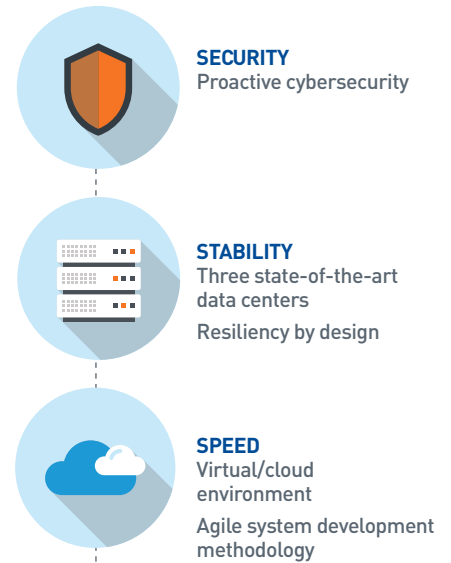 SECURITY
Proactive cybersecurity
STABILITY
Three state-of-the-art
data centers
Resiliency by design
SPEED
Virtual/cloud
environment
Agile system development
methodology